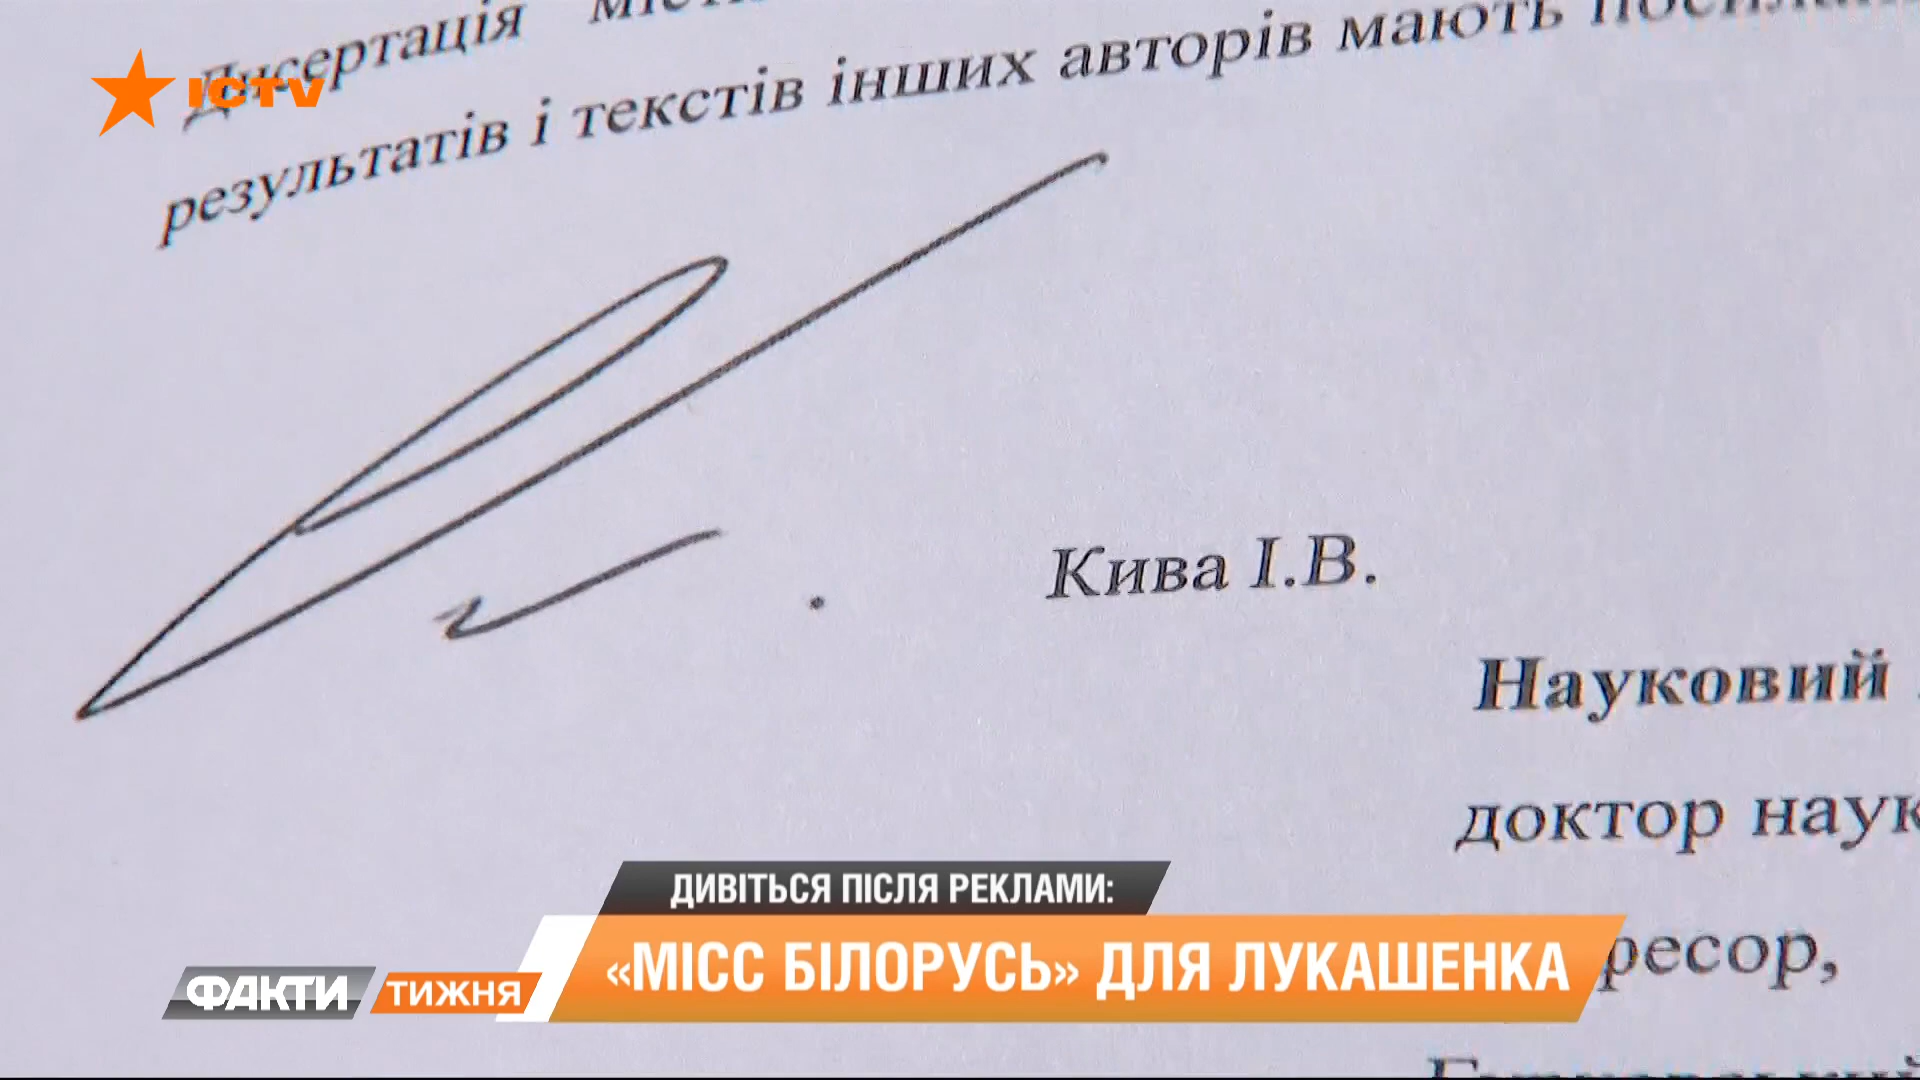 Дисертація
ICTV
результатів і текстів інших авторів мають
Кива І.В.
Науковий
доктор наук
ДИВІТЬСЯ ПІСЛЯ РЕКЛАМИ:
«МІСС БІЛОРУСЬ» ДЛЯ ЛУКАШЕНКА
ресор,
ФАКТИ ТИЖНЯ